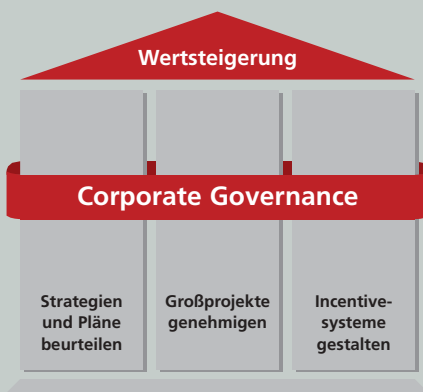 Wertsteigerung
Corporate Governance
Strategien
und Pläne
beurteilen
Großprojekte
genehmigen
Incentive-
systeme
gestalten